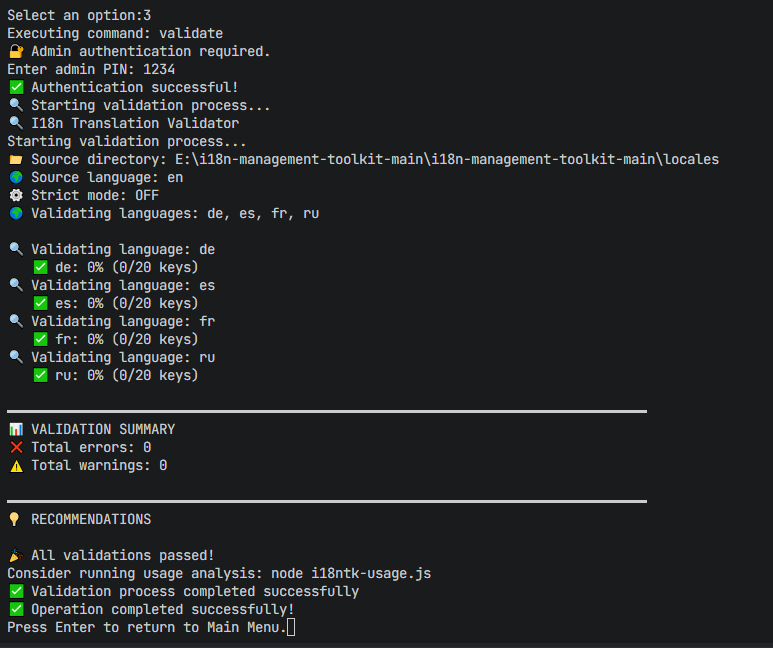 Select an option:3
Executing command: validate
🔐 Admin authentication required.
Enter admin PIN: 1234
✅ Authentication successful!
🔍 Starting validation process...
🔍 I18n Translation Validator
Starting validation process...
📂 Source directory: E:\i18n-management-toolkit-main\i18n-management-toolkit-main\locales
🌍 Source language: en
⚙️ Strict mode: OFF
🌍 Validating languages: de, es, fr, ru
🔍 Validating language: de
✅ de: 0% (0/20 keys)
🔍 Validating language: es
✅ es: 0% (0/20 keys)
🔍 Validating language: fr
✅ fr: 0% (0/20 keys)
🔍 Validating language: ru
✅ ru: 0% (0/20 keys)
📊 VALIDATION SUMMARY
❌ Total errors: 0
⚠️ Total warnings: 0
💡 RECOMMENDATIONS
🎉 All validations passed!
Consider running usage analysis: node i18ntk-usage.js
✅ Validation process completed successfully
✅ Operation completed successfully!
Press Enter to return to Main Menu.